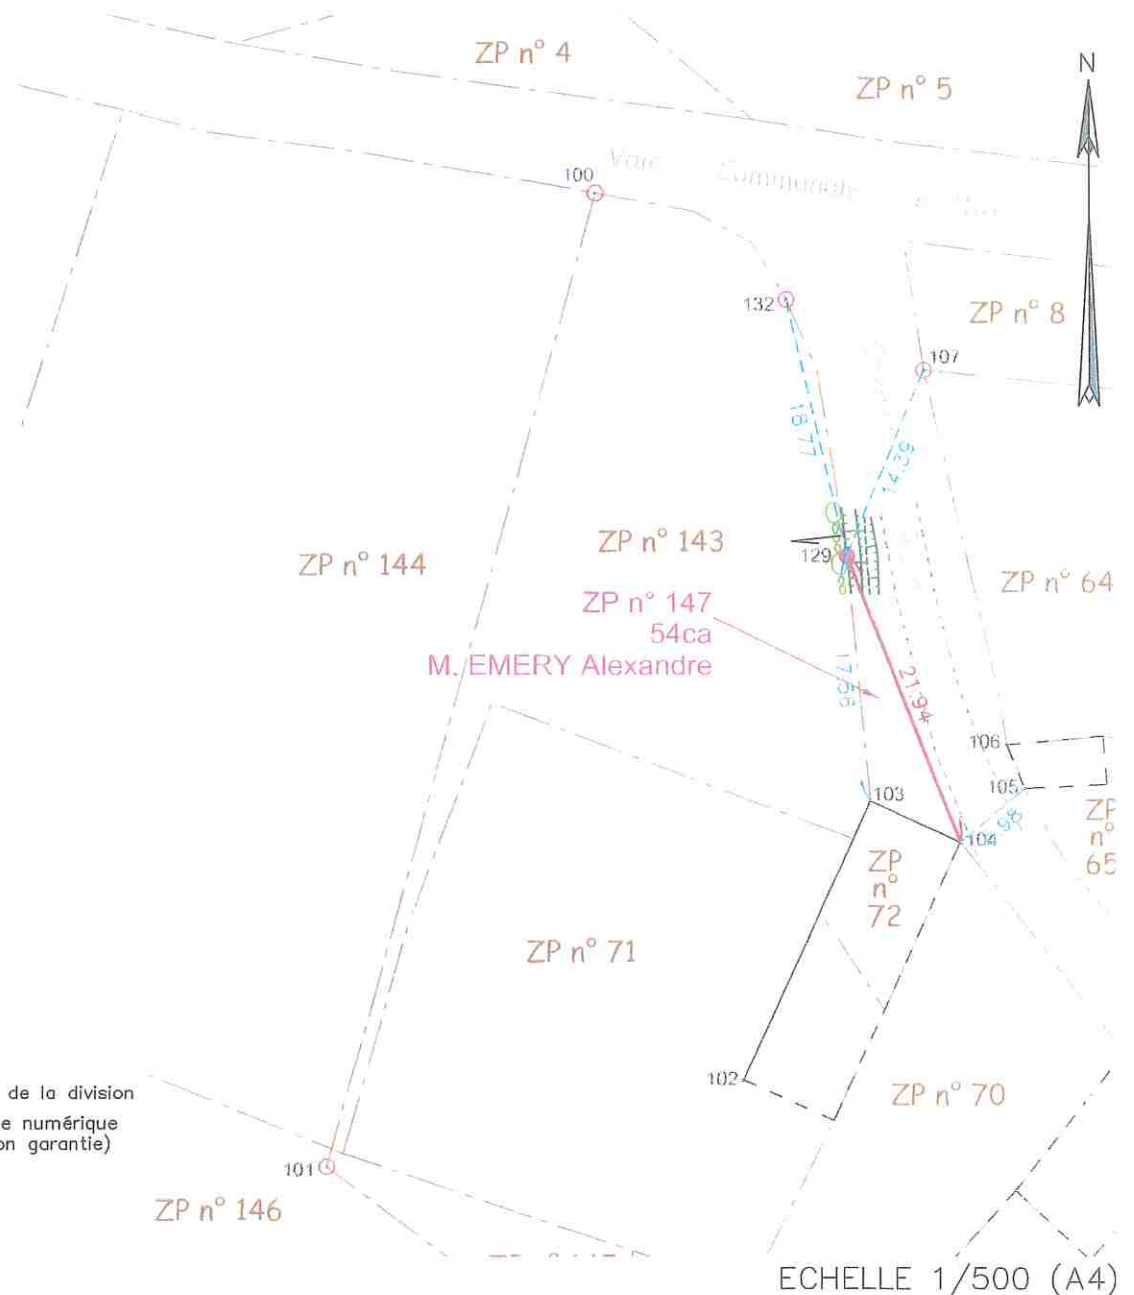 ZP n° 4
N
ZP n° 5
100
Voie Communale
132
ZP n° 8
107
18.77
14.39
ZP n° 144
ZP n° 143
129
ZP n° 64
ZP n° 147
54ca
M. EMERY Alexandre
17.56
21.94
106
105
103
104
ZP
n°
65
ZP
n°
72
ZP n° 71
102
ZP n° 70
de la division
e numérique
on garantie)
101
ZP n° 146
ECHELLE 1/500 (A4)